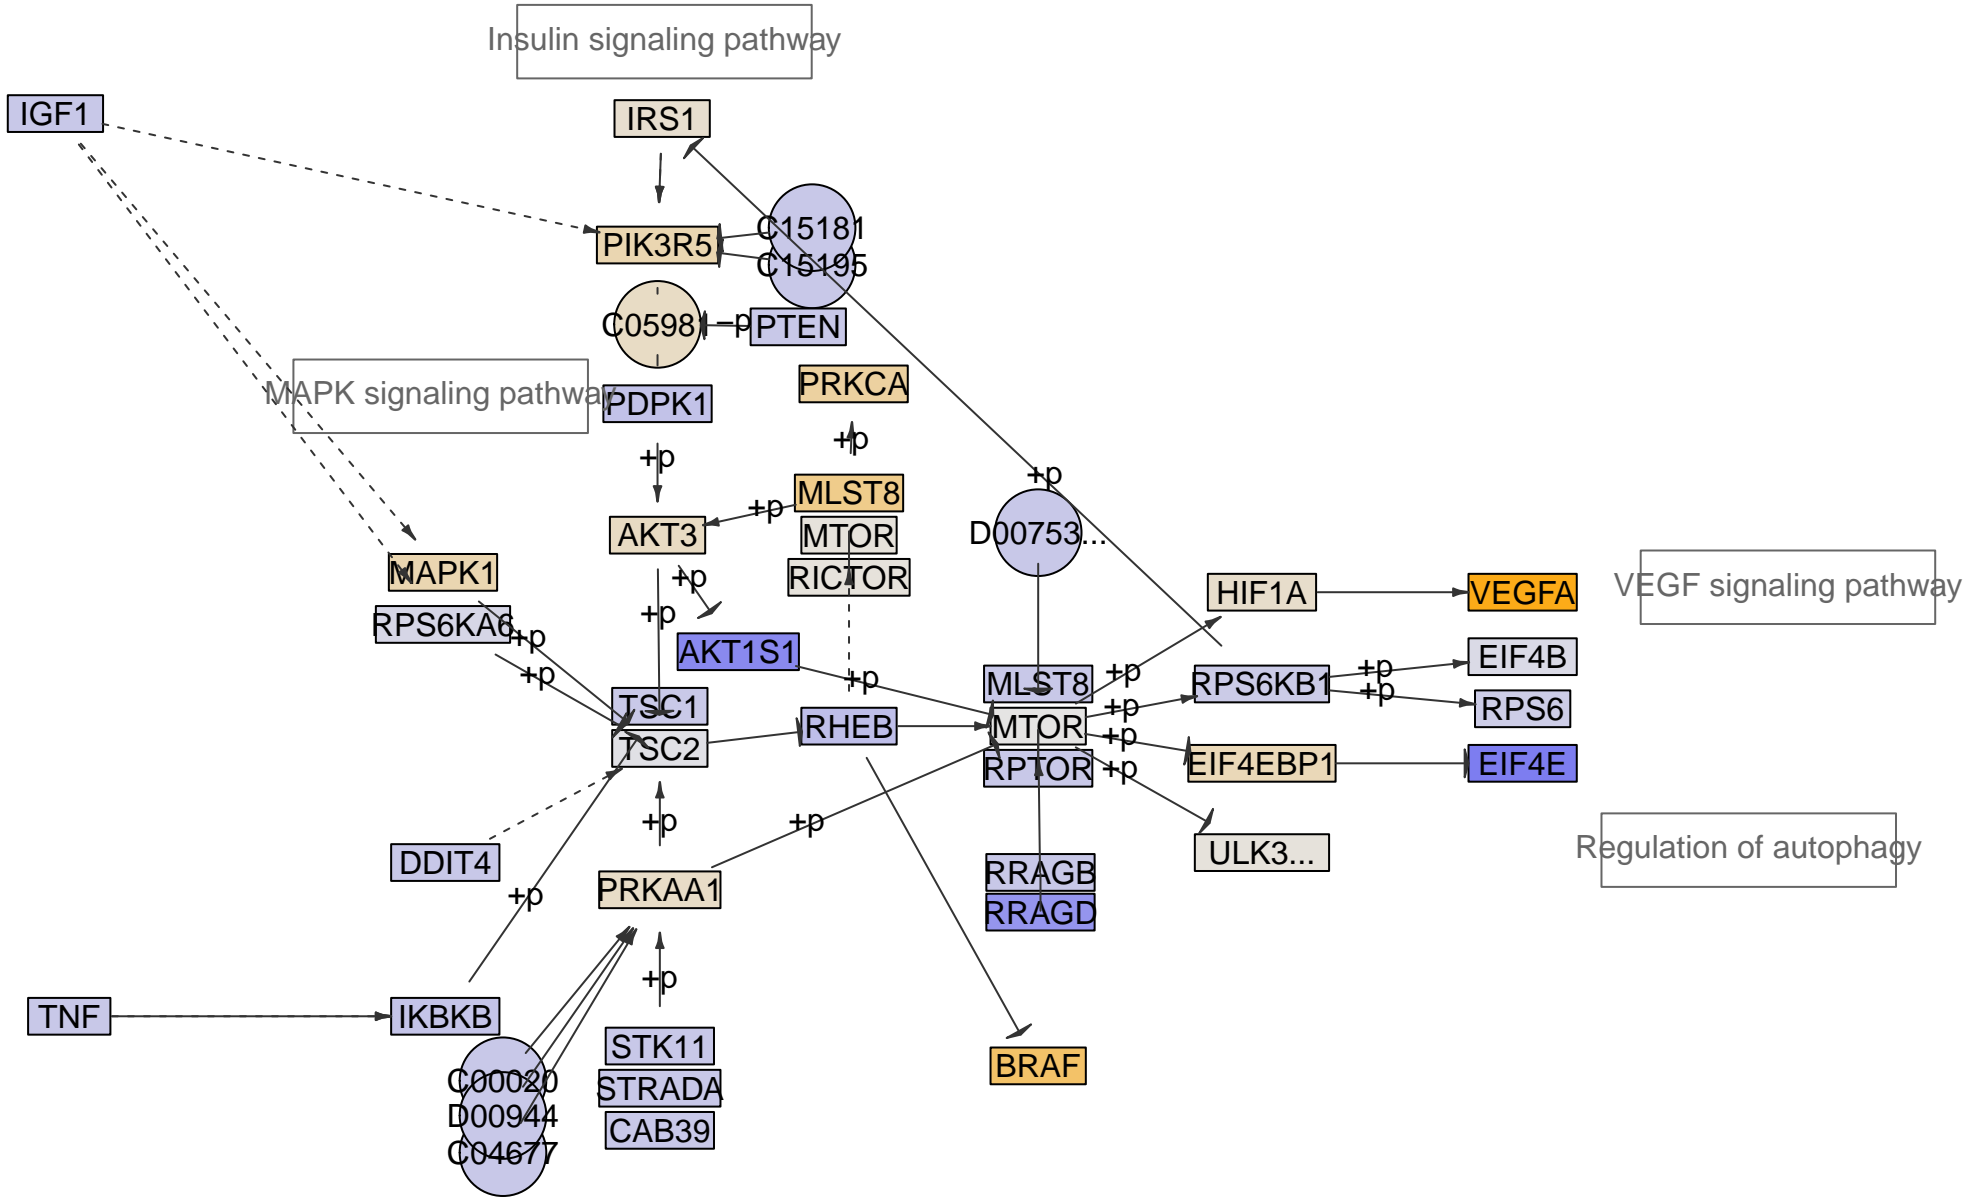 Insulin signaling pathway
IGF1
IRS1
C15181
PIK3R5
C15195
C0598
−p
PTEN
PRKCA
MAPK signaling pathway
PDPK1
+p
+p
+p
MLST8
+p
AKT3
MTOR
D00753...
MAPK1
RICTOR
+p
HIF1A
VEGFA
VEGF signaling pathway
RPS6KA6
+p
+p
AKT1S1
EIF4B
+p
+p
MLST8
+p
RPS6KB1
+p
+p
TSC1
+p
RPS6
RHEB
MTOR
TSC2
+p
RPTOR
+p
EIF4EBP1
EIF4E
+p
+p
Regulation of autophagy
DDIT4
ULK3...
RRAGB
PRKAA1
+p
RRAGD
+p
TNF
IKBKB
STK11
BRAF
C00020
STRADA
D00944
CAB39
C04677